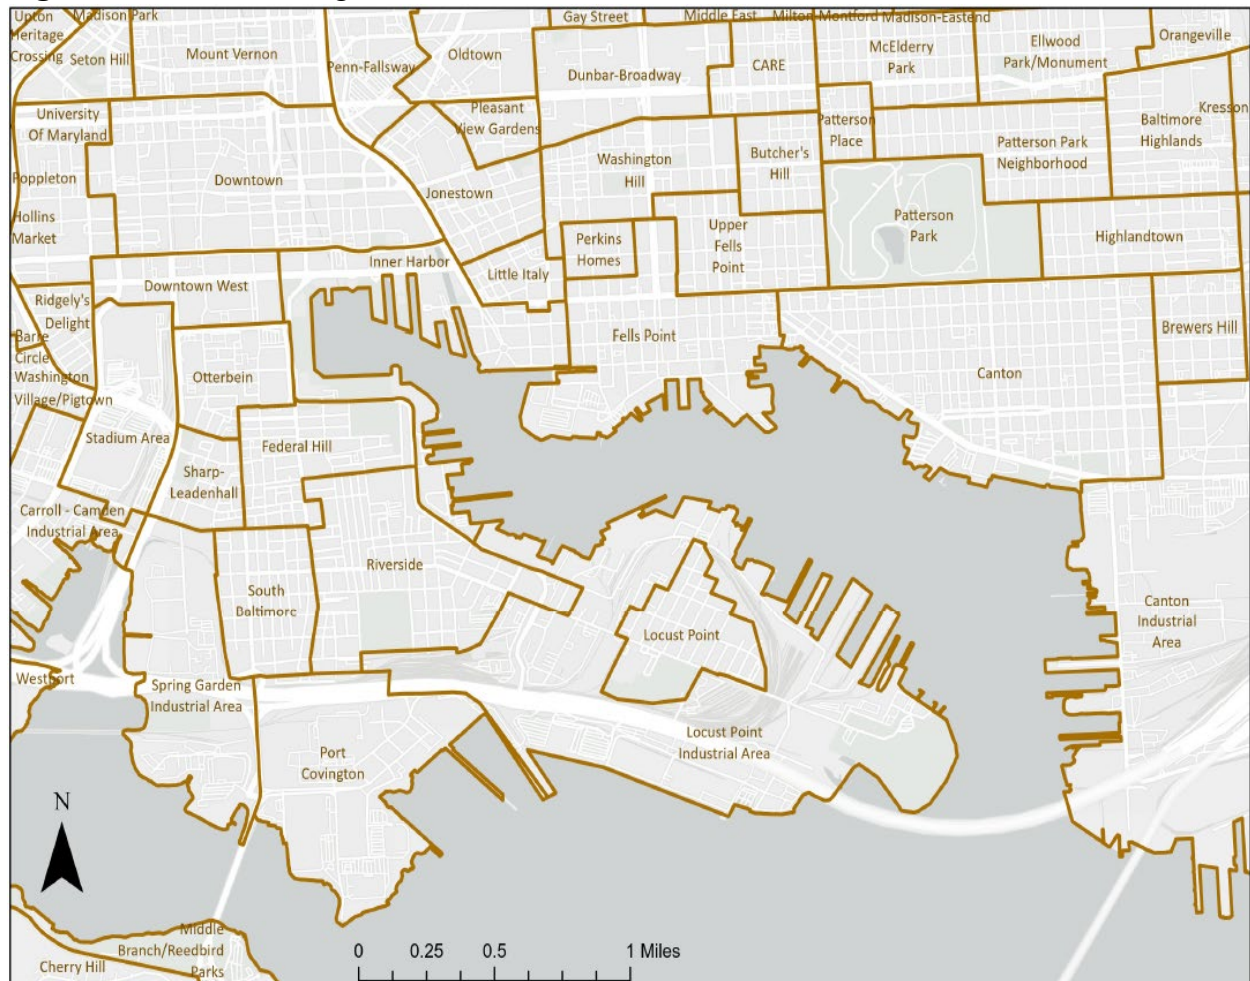 Upton
Madison Park
Gay Street
Middle East
Milton-Montford
Madison-Eastend
Heritage
Crossing
Seton Hill
Mount Vernon
Penn-Fallsway
Oldtown
Dunbar-Broadway
CARE
McElderry
Park
Ellwood
Park/Monument
Orangeville
University
Of Maryland
Pleasant
View Gardens
Patterson
Place
Baltimore
Highlands
Kresson
Washington
Hill
Butcher's
Hill
Patterson Park
Neighborhood
Poppleton
Downtown
Jonestown
Hollins
Market
Perkins
Homes
Upper
Fells
Point
Patterson
Park
Highlandtown
Inner Harbor
Little Italy
Downtown West
Ridgely's
Delight
Barre
Circle
Fells Point
Brewers Hill
Washington
Village/Pigtown
Otterbein
Canton
Stadium Area
Federal Hill
Sharp-
Leadenhall
Carroll - Camden
Industrial Area
Riverside
South
Baltimore
Locust Point
Canton
Industrial
Area
Westport
Spring Garden
Industrial Area
Port
Covington
Locust Point
Industrial Area
N
Middle
Branch/Reedbird
Parks
Cherry Hill
0 0.25 0.5 1 Miles